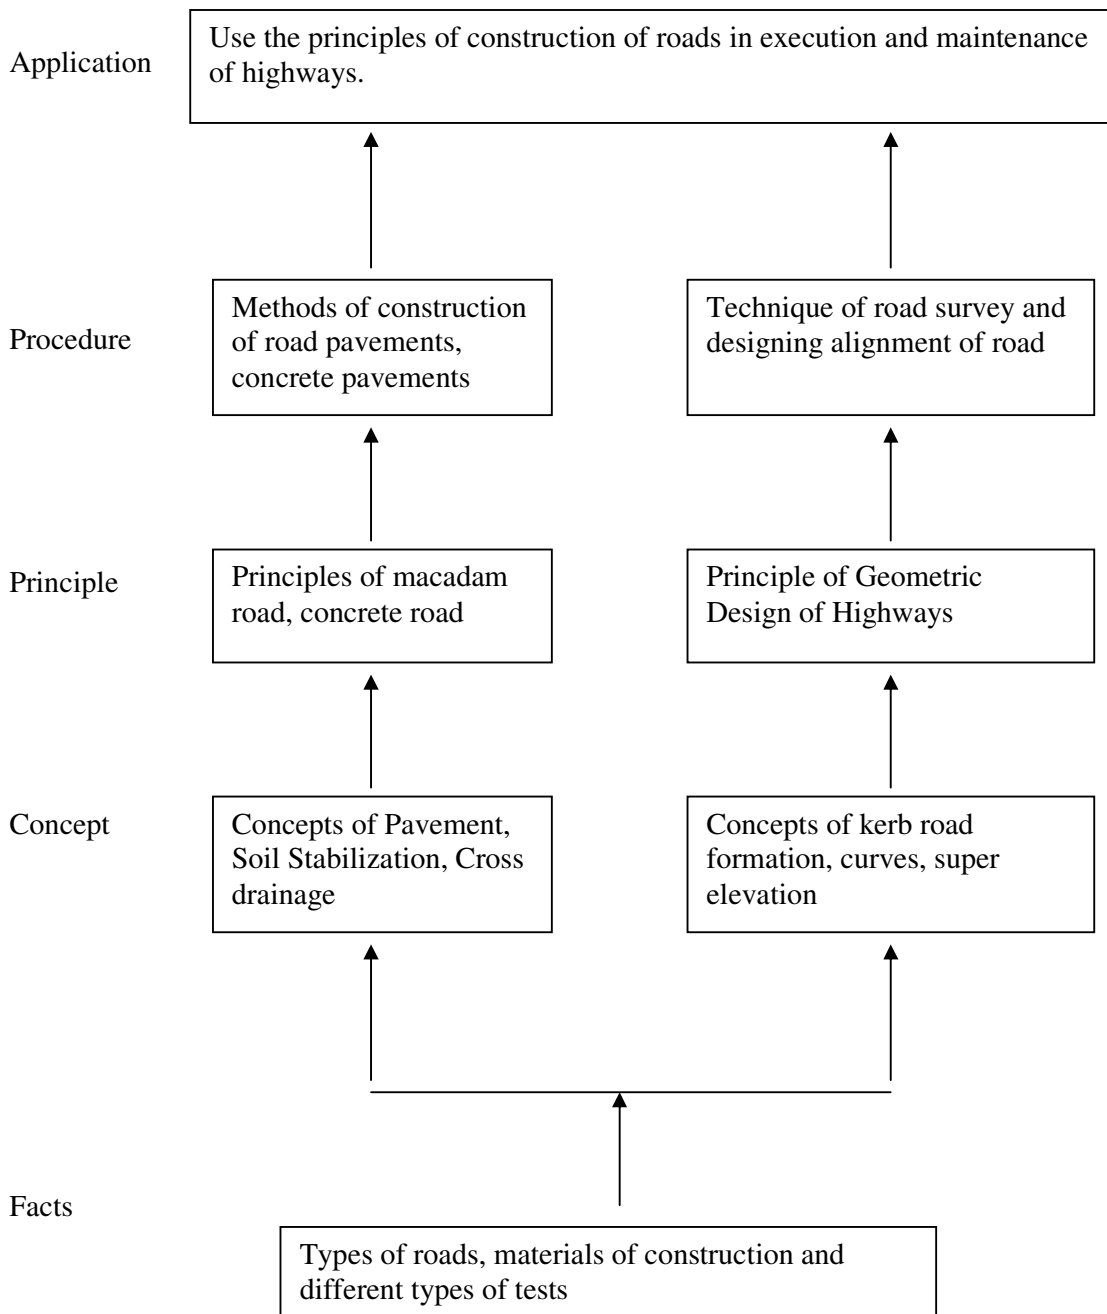 Application
Use the principles of construction of roads in execution and maintenance
of highways.
Procedure
Methods of construction
of road pavements,
concrete pavements
Technique of road survey and
designing alignment of road
Principle
Principles of macadam
road, concrete road
Principle of Geometric
Design of Highways
Concept
Concepts of Pavement,
Soil Stabilization, Cross
drainage
Concepts of kerb road
formation, curves, super
elevation
Facts
Types of roads, materials of construction and
different types of tests